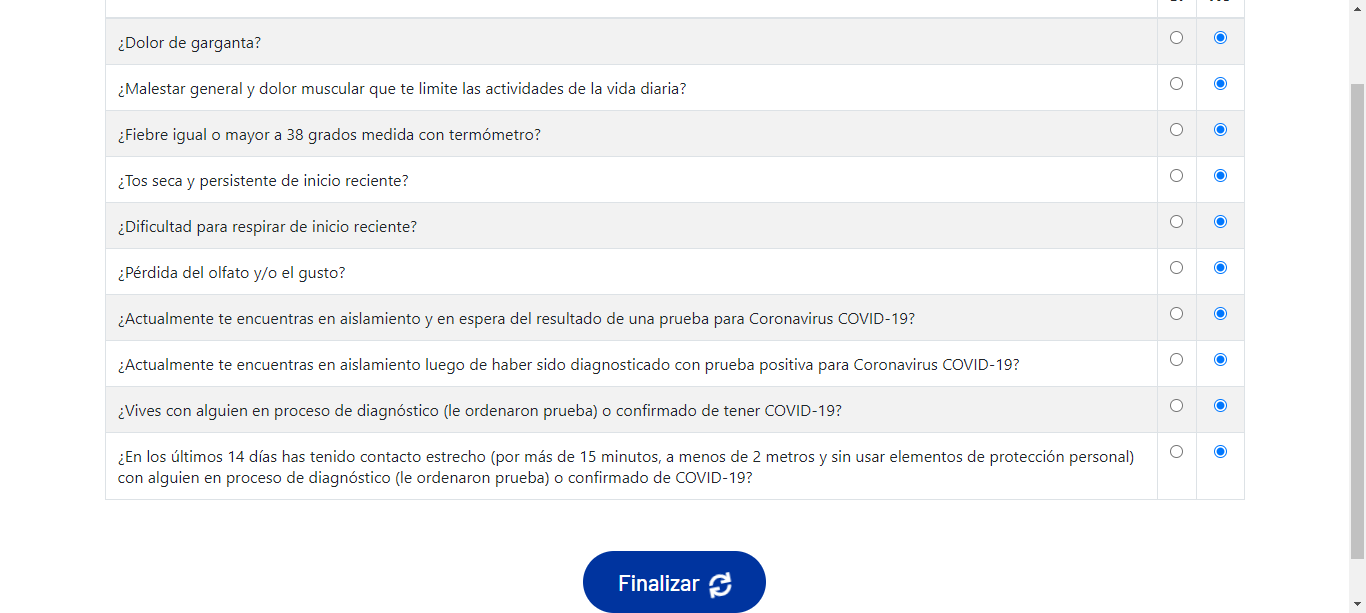 ¿Dolor de garganta?
¿Malestar general y dolor muscular que te limite las actividades de la vida diaria?
¿Fiebre igual o mayor a 38 grados medida con termómetro?
¿Tos seca y persistente de inicio reciente?
¿Dificultad para respirar de inicio reciente?
¿Pérdida del olfato y/o el gusto?
¿Actualmente te encuentras en aislamiento y en espera del resultado de una prueba para Coronavirus COVID-19?
¿Actualmente te encuentras en aislamiento luego de haber sido diagnosticado con prueba positiva para Coronavirus COVID-19?
¿Vives con alguien en proceso de diagnóstico (le ordenaron prueba) o confirmado de tener COVID-19?
¿En los últimos 14 días has tenido contacto estrecho (por más de 15 minutos, a menos de 2 metros y sin usar elementos de protección personal)
con alguien en proceso de diagnóstico (le ordenaron prueba) o confirmado de COVID-19?
Finalizar